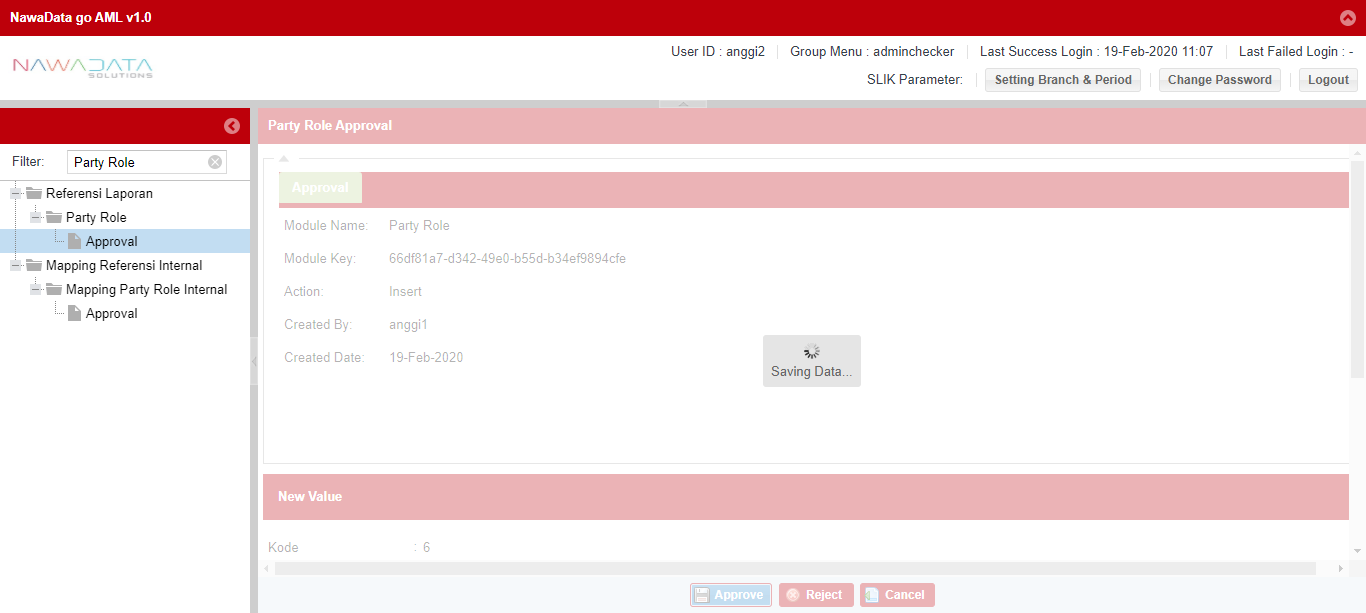 NawaData go AML v1.0
NAWADATA
SOLUTIONS
User ID : anggi2 Group Menu : adminchecker Last Success Login : 19-Feb-2020 11:07 Last Failed Login : -
SLIK Parameter: Setting Branch & Period Change Password Logout
Party Role Approval
Filter: Party Role
Referensi Laporan
Party Role
Approval
Mapping Referensi Internal
Mapping Party Role Internal
Approval
Approval
Module Name: Party Role
Module Key: 66df81a7-d342-49e0-b55d-b34ef9894cfe
Action: Insert
Created By: anggi1
Created Date: 19-Feb-2020
Saving Data...
New Value
Kode : 6
Approve Reject Cancel